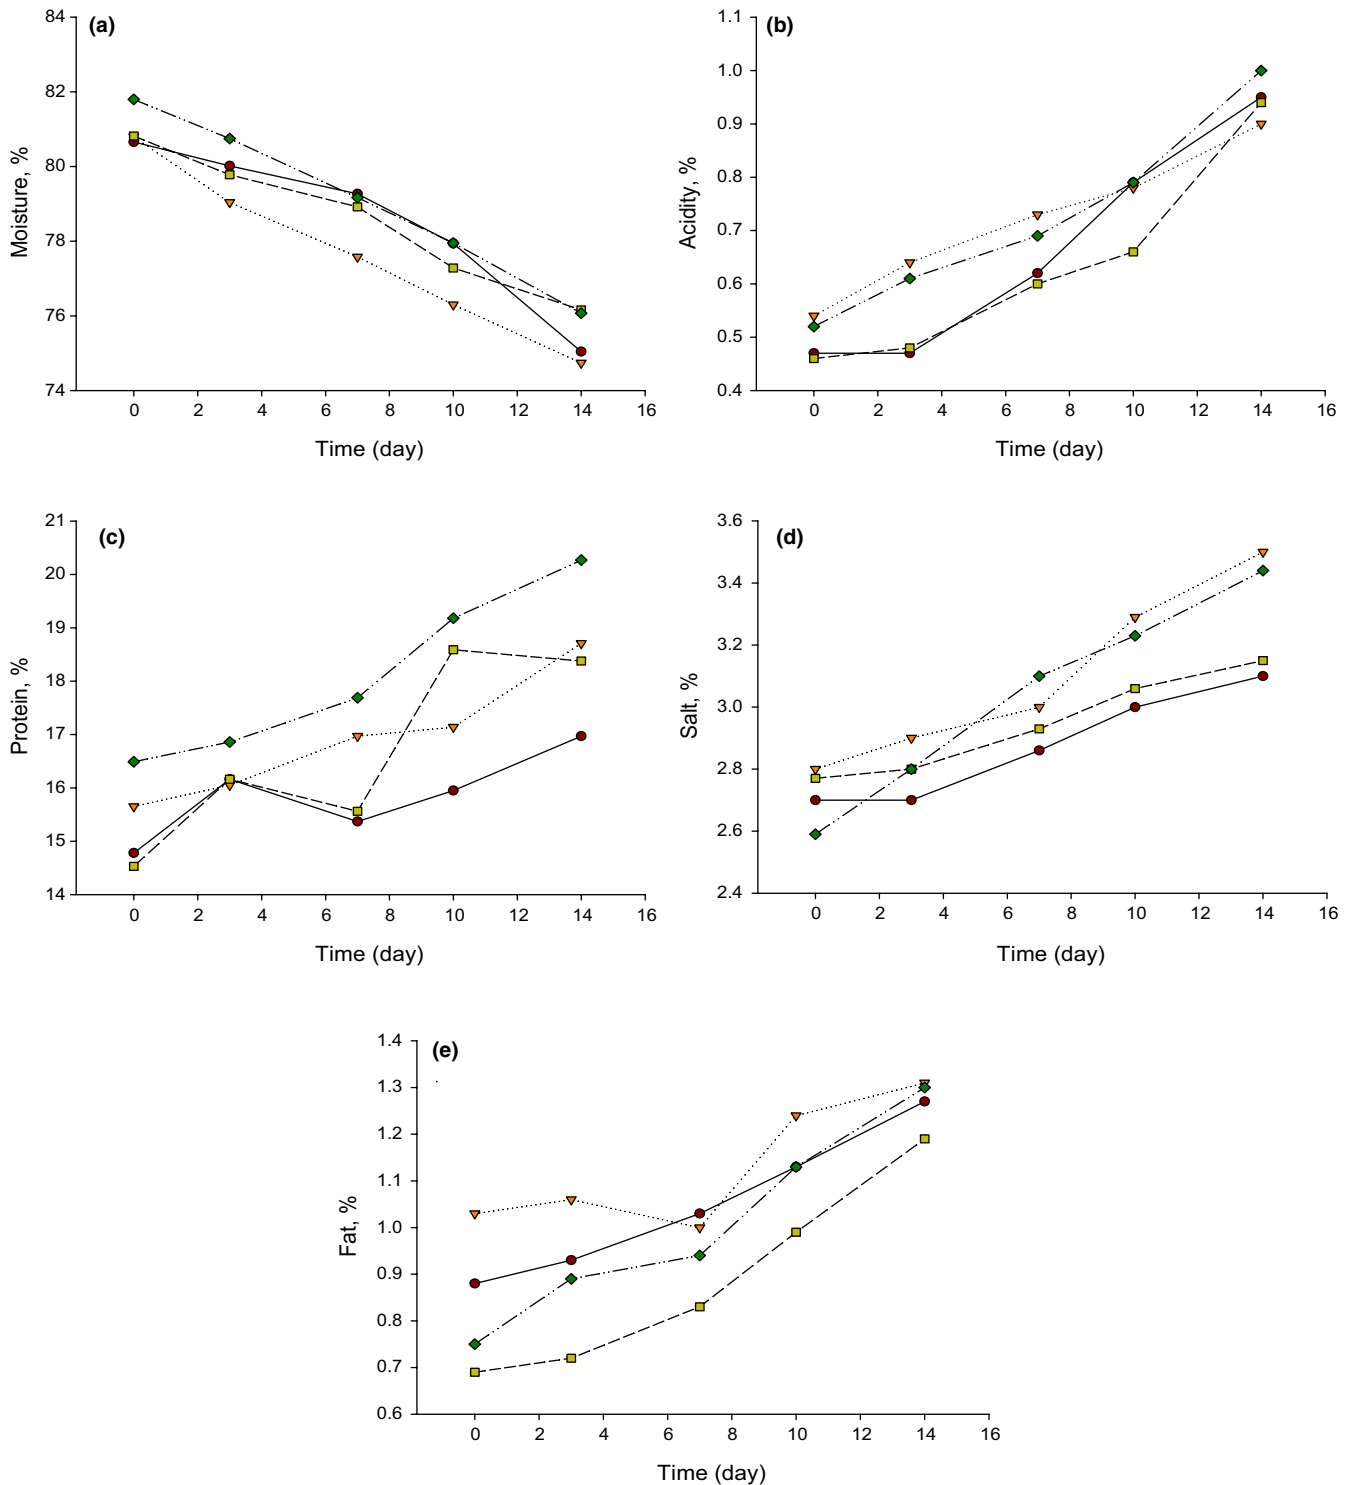 (a)
84
82
80
78
76
74
Moisture, %
0 2 4 6 8 10 12 14 16
Time (day)
(b)
1.1
1.0
0.9
0.8
0.7
0.6
0.5
0.4
Acidity, %
0 2 4 6 8 10 12 14 16
Time (day)
(c)
21
20
19
18
17
16
15
14
Protein, %
0 2 4 6 8 10 12 14 16
Time (day)
(d)
3.6
3.4
3.2
3.0
2.8
2.6
2.4
Salt, %
0 2 4 6 8 10 12 14 16
Time (day)
(e)
1.4
1.3
1.2
1.1
1.0
0.9
0.8
0.7
0.6
Fat, %
0 2 4 6 8 10 12 14 16
Time (day)